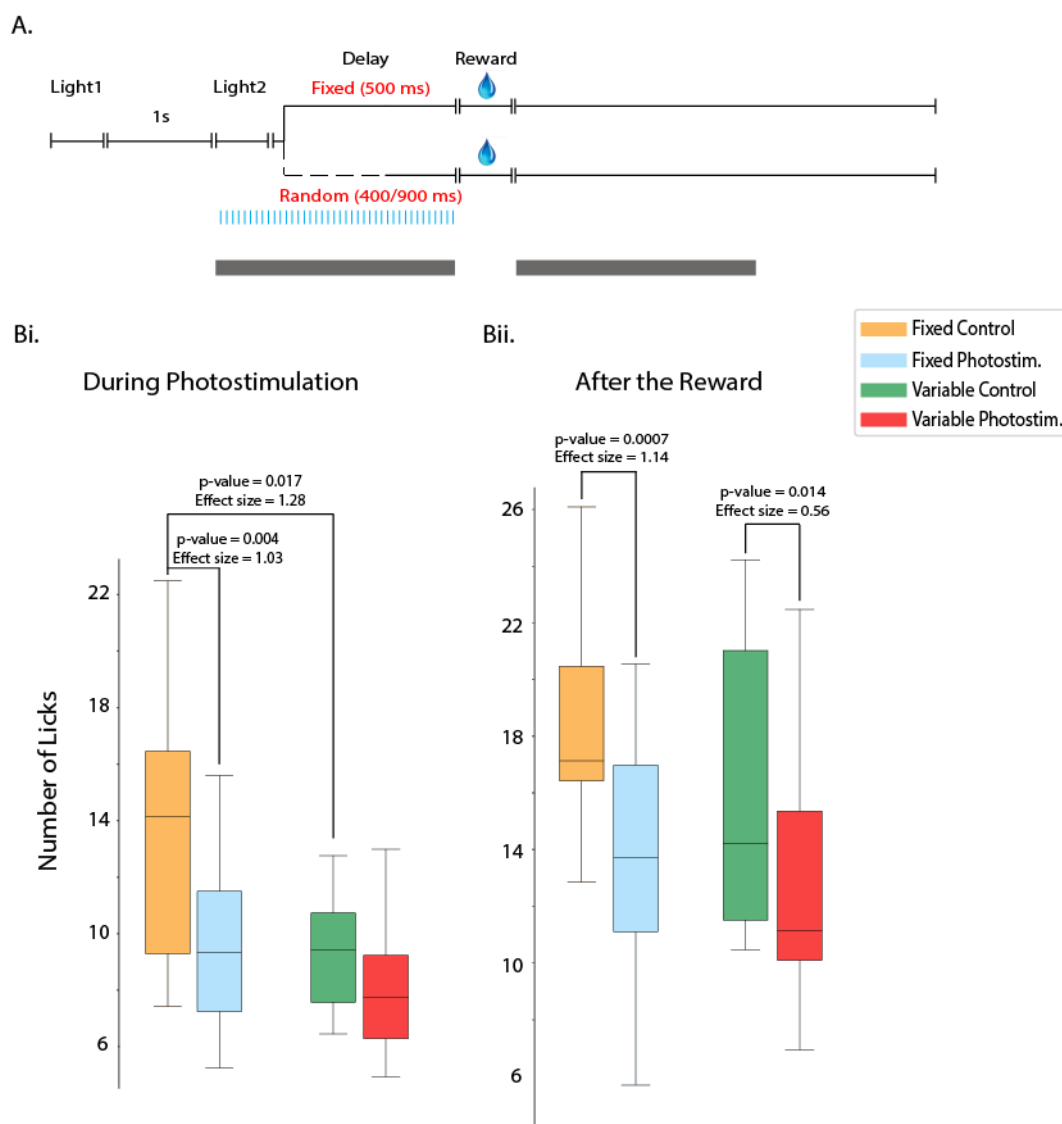 A.
Delay
Reward
Light1
Light2
Fixed (500 ms)
1s
Random (400/900 ms)
Bi.
Bii.
Fixed Control
Fixed Photostim.
Variable Control
Variable Photostim.
During Photostimulation
After the Reward
p-value = 0.017
Effect size = 1.28
p-value = 0.004
Effect size = 1.03
p-value = 0.0007
Effect size = 1.14
p-value = 0.014
Effect size = 0.56
Number of Licks
22
18
14
10
6
26
22
18
14
10
6